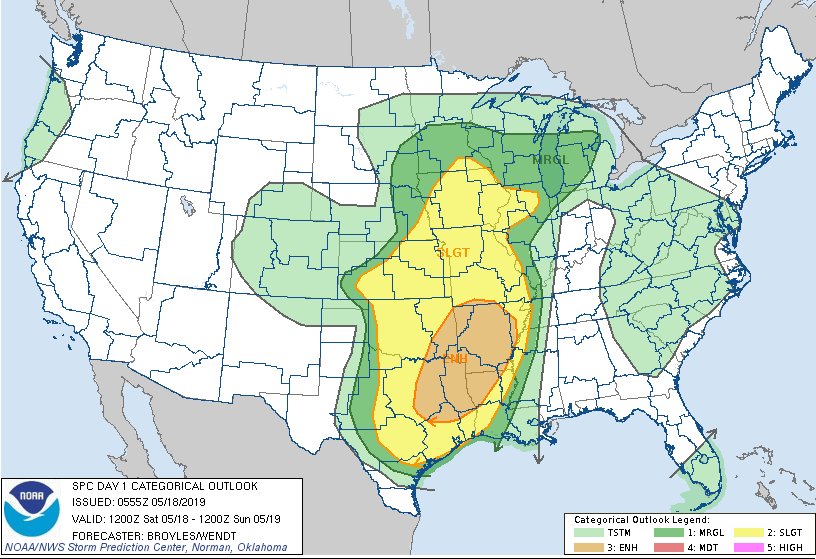 MRGL
SLGT
ENH
NOAA
SPC DAY 1 CATEGORICAL OUTLOOK
ISSUED: 0555Z 05/18/2019
VALID: 1200Z Sat 05/18 - 1200Z Sun 05/19
FORECASTER: BROYLES/WENDT
NOAA/NWS Storm Prediction Center, Norman, Oklahoma
Categorical Outlook Legend:
TSTM 1: MRGL 2: SLGT
3: ENH 4: MDT 5: HIGH